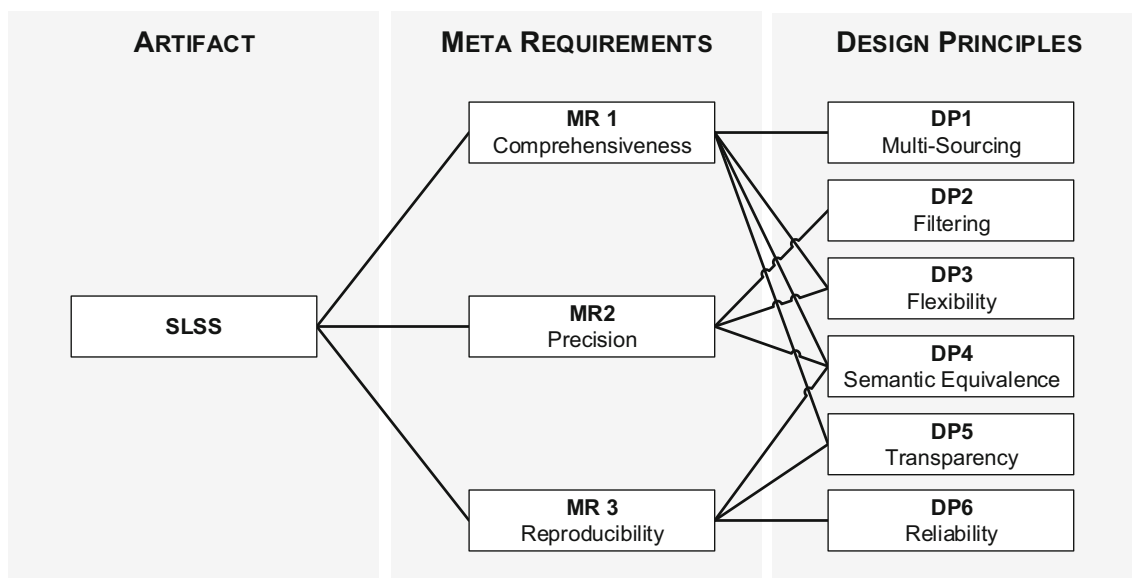 ARTIFACT
META REQUIREMENTS
DESIGN PRINCIPLES
SLSS
MR 1
Comprehensiveness
MR2
Precision
MR 3
Reproducibility
DP1
Multi-Sourcing
DP2
Filtering
DP3
Flexibility
DP4
Semantic Equivalence
DP5
Transparency
DP6
Reliability